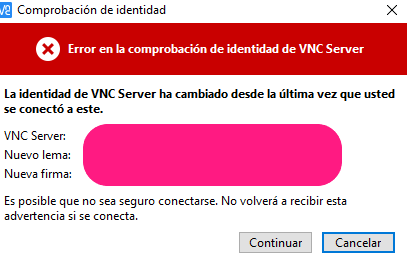 Comprobación de identidad
Error en la comprobación de identidad de VNC Server
La identidad de VNC Server ha cambiado desde la última vez que usted
se conectó a este.
VNC Server:
Nuevo lema:
Nueva firma:
Es posible que no sea seguro conectarse. No volverá a recibir esta
advertencia si se conecta.
Continuar
Cancelar